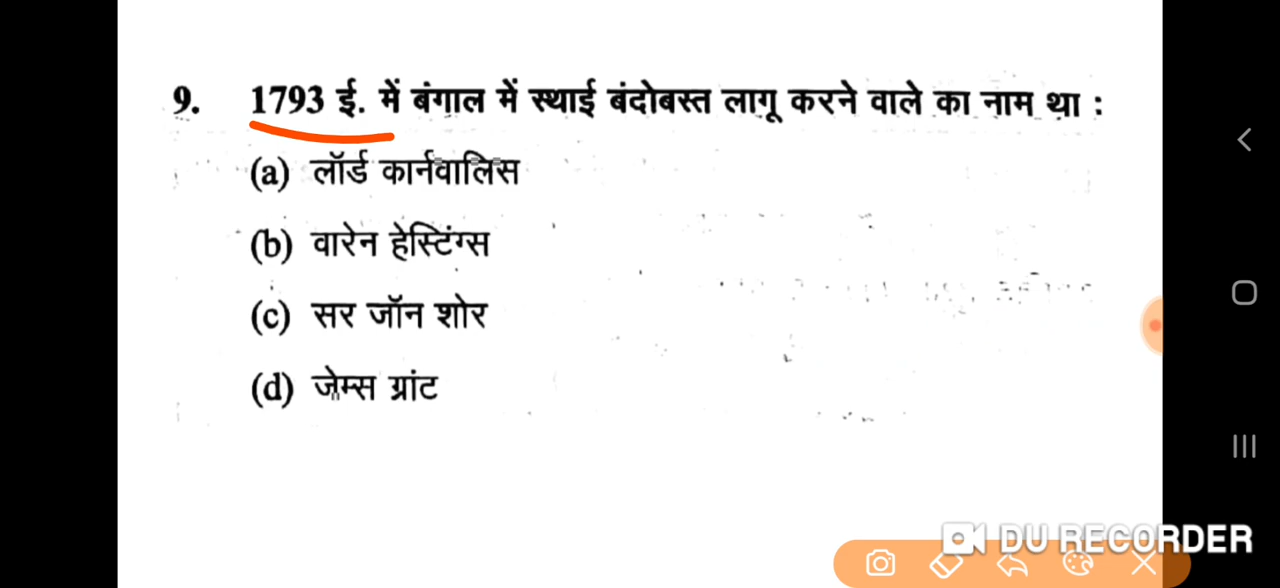 9. 1793 ई. में बंगाल में स्थाई बंदोबस्त लागू करने वाले का नाम था :
(a) लॉर्ड कार्नवालिस
(b) वारेन हेस्टिंग्स
(c) सर जॉन शोर
(d) जेम्स ग्रांट
DU RECORDER